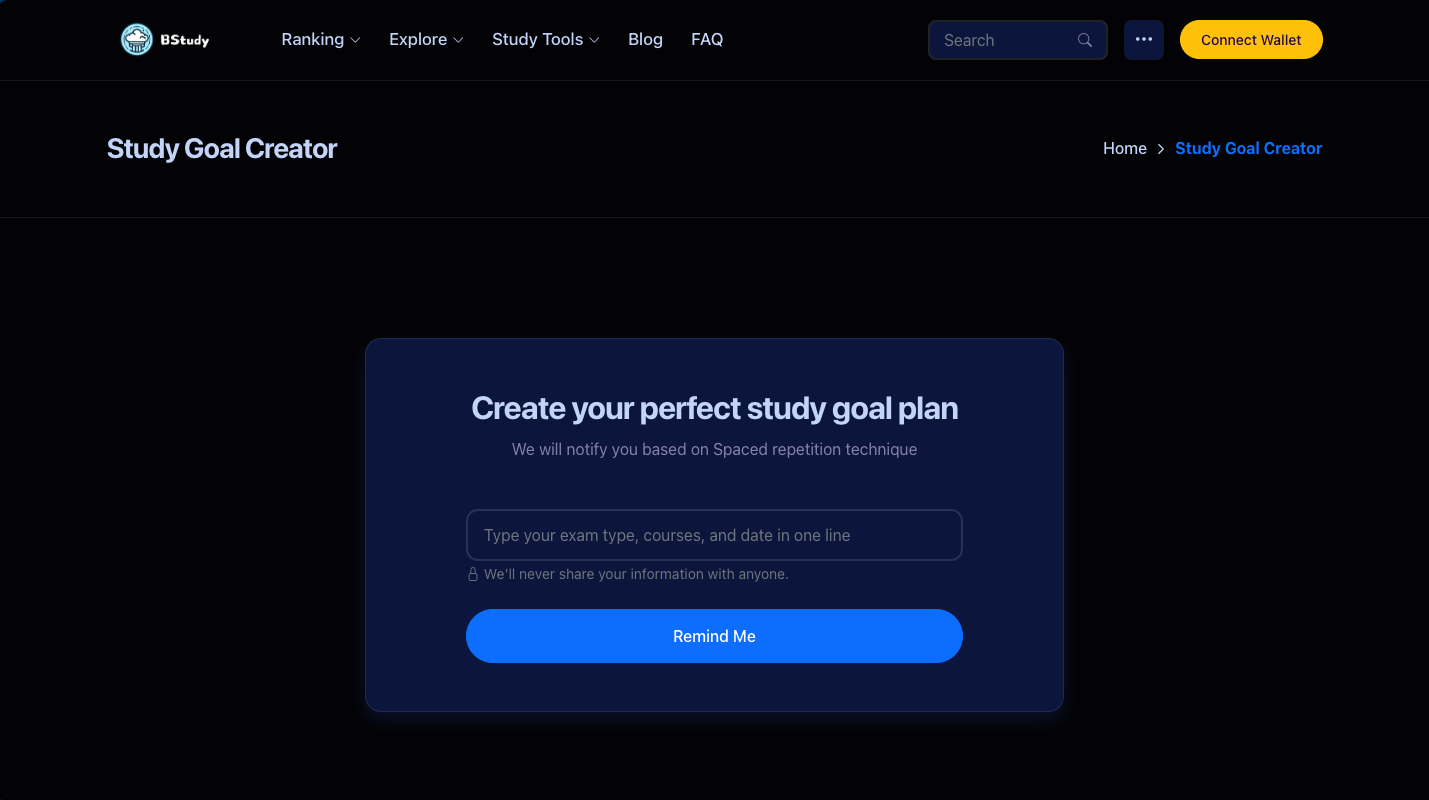 BStudy
Ranking Explore Study Tools Blog FAQ
Search
Connect Wallet
Study Goal Creator
Home Study Goal Creator
Create your perfect study goal plan
We will notify you based on Spaced repetition technique
Type your exam type, courses, and date in one line
We'll never share your information with anyone.
Remind Me